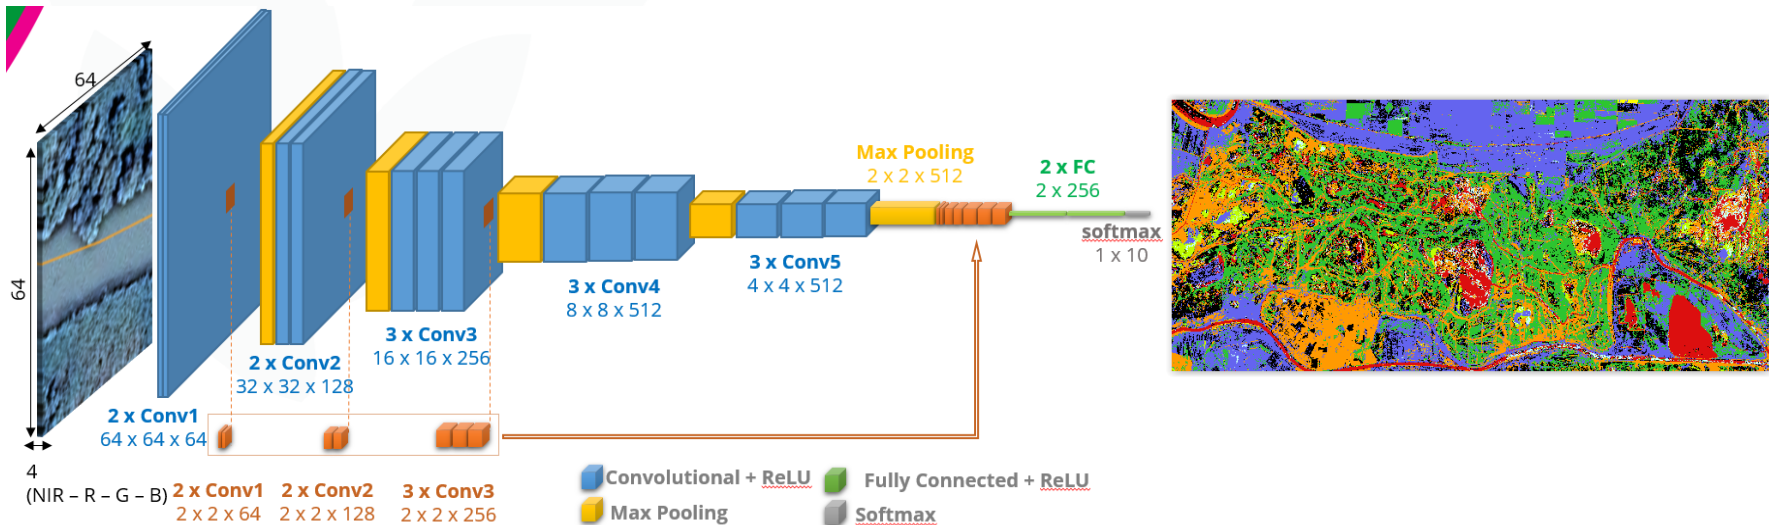 64
64
4
(NIR – R – G – B)
2 x Conv1
64 x 64 x 64
2 x Conv2
32 x 32 x 128
3 x Conv3
16 x 16 x 256
3 x Conv4
8 x 8 x 512
3 x Conv5
4 x 4 x 512
Max Pooling
2 x 2 x 512
2 x FC
2 x 256
softmax
1 x 10
2 x Conv1
2 x 2 x 64
2 x Conv2
2 x 2 x 128
3 x Conv3
2 x 2 x 256
Convolutional + ReLU
Max Pooling
Fully Connected + ReLU
Softmax